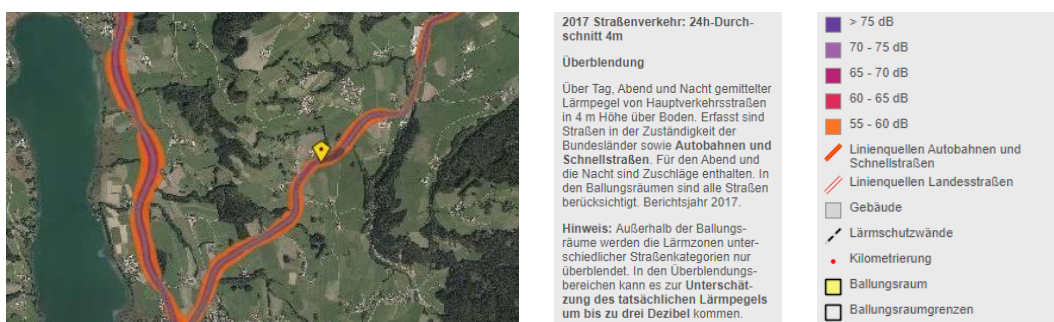 2017 Straßenverkehr: 24h-Durch-
schnitt 4m
Überblendung
Über Tag, Abend und Nacht gemittelter
Lärmpegel von Hauptverkehrsstraßen
in 4 m Höhe über Boden. Erfasst sind
Straßen in der Zuständigkeit der
Bundesländer sowie Autobahnen und
Schnellstraßen. Für den Abend und
die Nacht sind Zuschläge enthalten. In
den Ballungsräumen sind alle Straßen
berücksichtigt. Berichtsjahr 2017.
Hinweis: Außerhalb der Ballungs-
räume werden die Lärmzonen unter-
schiedlicher Straßenkategorien nur
überblendet. In den Überblendungs-
bereichen kann es zur Unterschät-
zung des tatsächlichen Lärmpegels
um bis zu drei Dezibel kommen.
> 75 dB
70 - 75 dB
65 - 70 dB
60 - 65 dB
55 - 60 dB
Linienquellen Autobahnen und
Schnellstraßen
Linienquellen Landesstraßen
Gebäude
Lärmschutzwände
Kilometrierung
Ballungsraum
Ballungsraumgrenzen